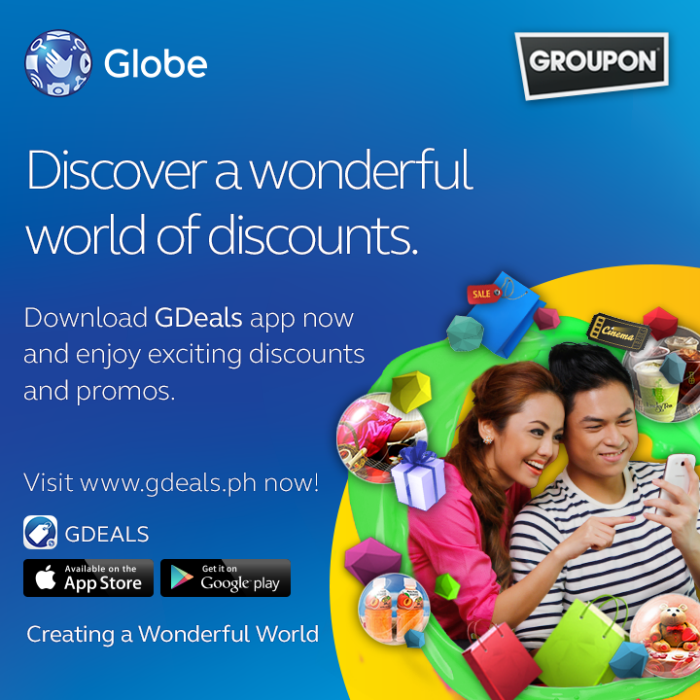 Globe
GROUPON
Discover a wonderful
world of discounts.
Download GDeals app now
and enjoy exciting discounts
and promos.
SALE
Cinema
Visit www.gdeals.ph now!
GDEALS
Available on the
App Store
Get it on
Google play
Creating a Wonderful World